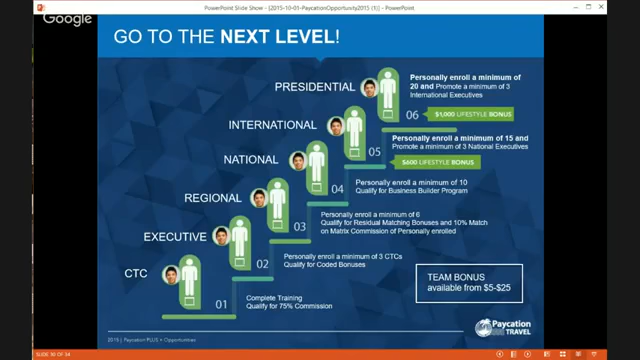 PowerPoint Slide Show - [2015-10-01-PaycationOpportunity2015 (1)] - PowerPoint
Google
GO TO THE NEXT LEVEL!
PRESIDENTIAL
Personally enroll a minimum of
20 and Promote a minimum of 3
International Executives
06
$1,000 LIFESTYLE BONUS
INTERNATIONAL
05
Personally enroll a minimum of 15 and
Promote a minimum of 3 National Executives
$600 LIFESTYLE BONUS
NATIONAL
04
Personally enroll a minimum of 10
Qualify for Business Builder Program
REGIONAL
03
Personally enroll a minimum of 6
Qualify for Residual Matching Bonuses and 10% Match
on Matrix Commission of Personally enrolled
EXECUTIVE
02
Personally enroll a minimum of 3 CTCs
Qualify for Coded Bonuses
CTC
01
Complete Training
Qualify for 75% Commission
TEAM BONUS
available from $5-$25
2015 | Paycation PLUS + Opportunities
Paycation
TRAVEL
SLIDE 30 OF 34